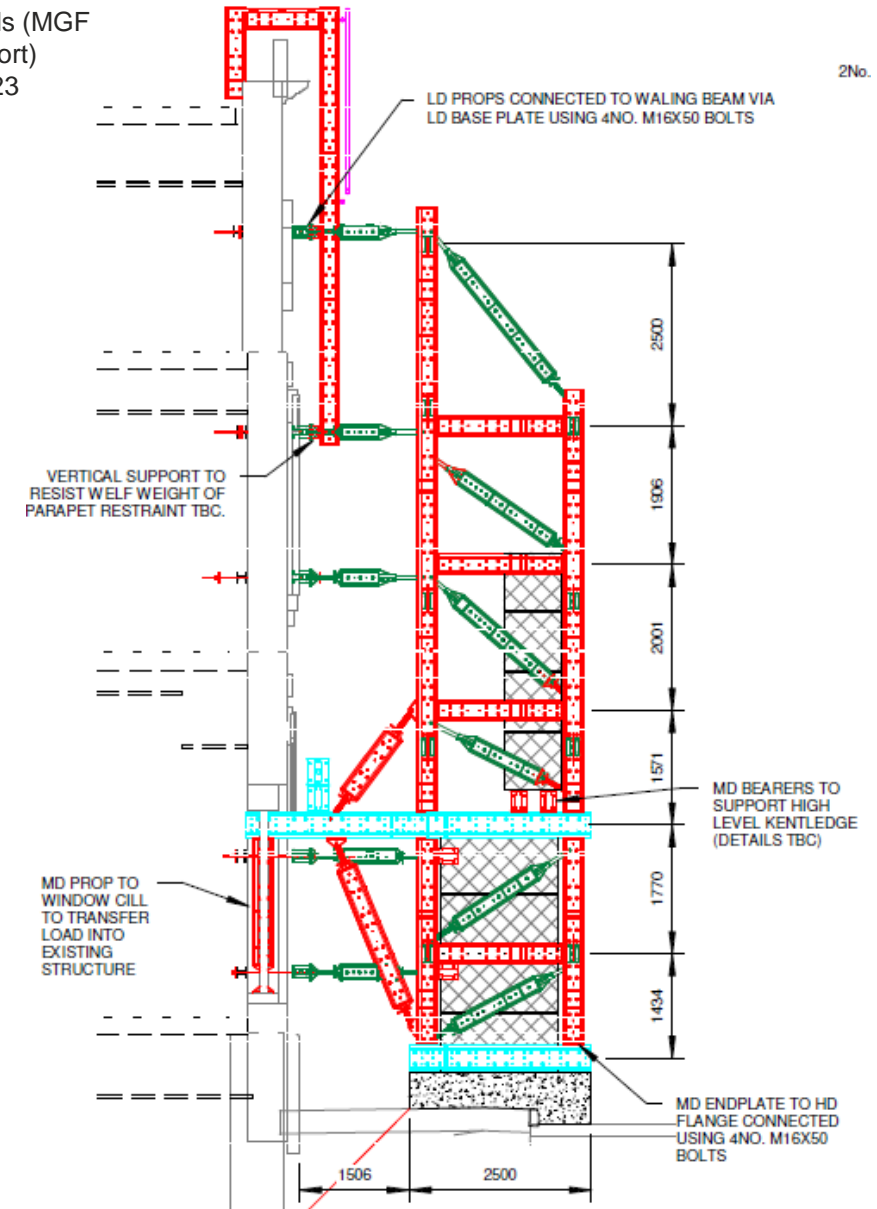 ls (MGF
ort)
23
2No.
LD PROPS CONNECTED TO WALING BEAM VIA
LD BASE PLATE USING 4NO. M16X50 BOLTS
2500
1906
VERTICAL SUPPORT TO
RESIST WELF WEIGHT OF
PARAPET RESTRAINT TBC.
2001
1571
MD BEARERS TO
SUPPORT HIGH
LEVEL KENTLEDGE
(DETAILS TBC)
MD PROP TO
WINDOW CILL
TO TRANSFER
LOAD INTO
EXISTING
STRUCTURE
1770
1434
MD ENDPLATE TO HD
FLANGE CONNECTED
USING 4NO. M16X50
BOLTS
1506
2500